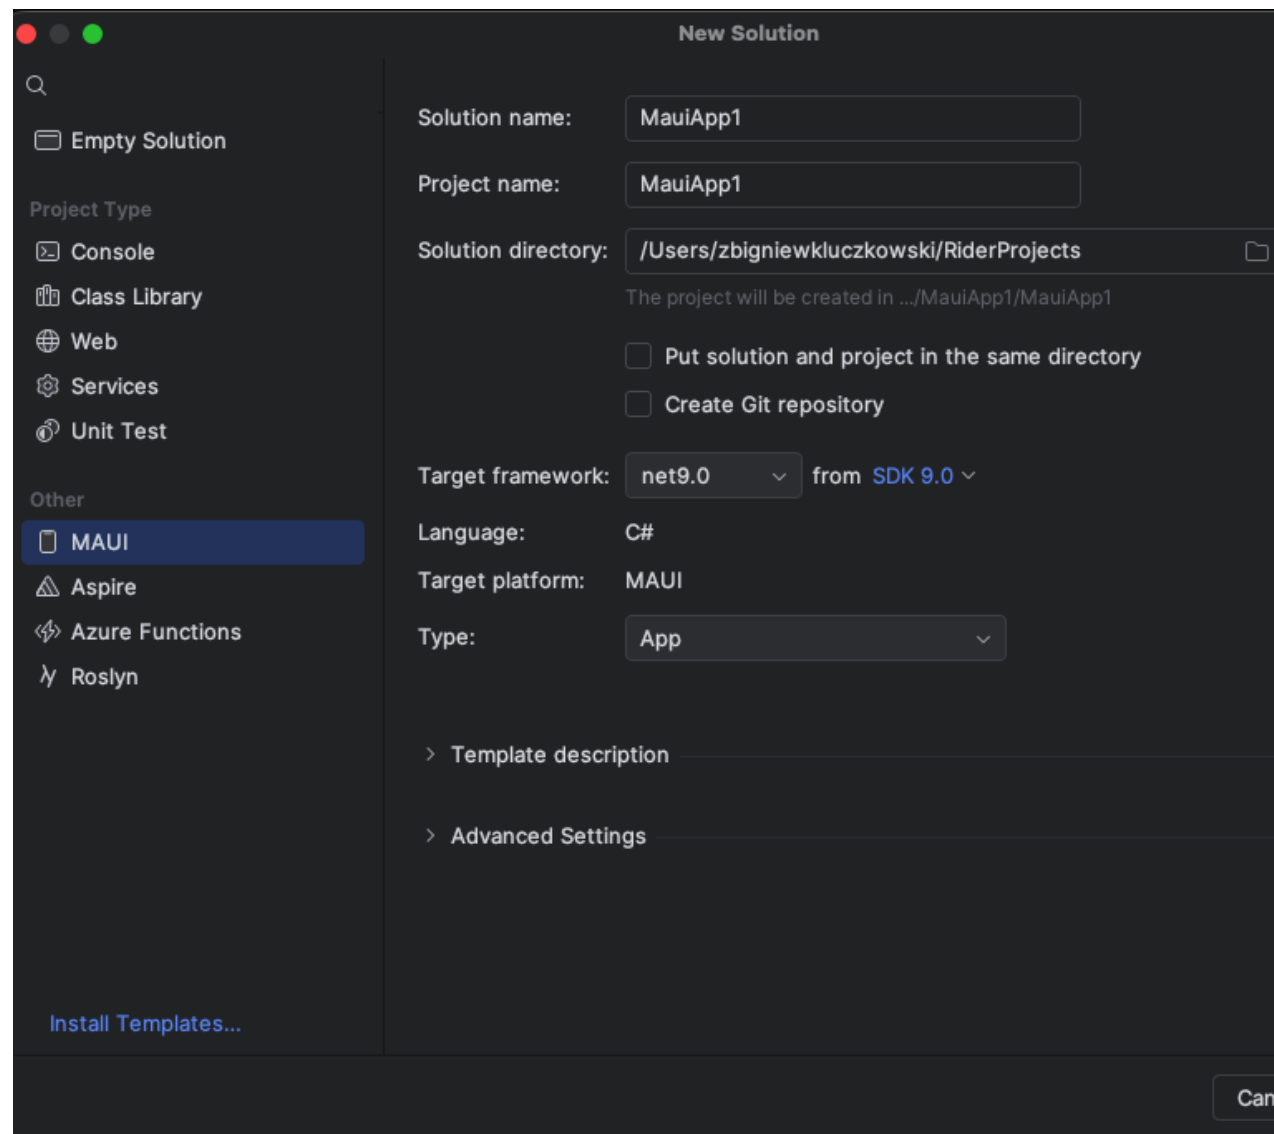 New Solution
Empty Solution
Project Type
Console
Class Library
Web
Services
Unit Test
Other
MAUI
Aspire
Azure Functions
Roslyn
Install Templates...
Solution name: MauiApp1
Project name: MauiApp1
Solution directory: /Users/zbigniewkluczkowski/RiderProjects
The project will be created in .../MauiApp1/MauiApp1
Put solution and project in the same directory
Create Git repository
Target framework: net9.0 from SDK 9.0
Language: C#
Target platform: MAUI
Type: App
Template description
Advanced Settings
Can